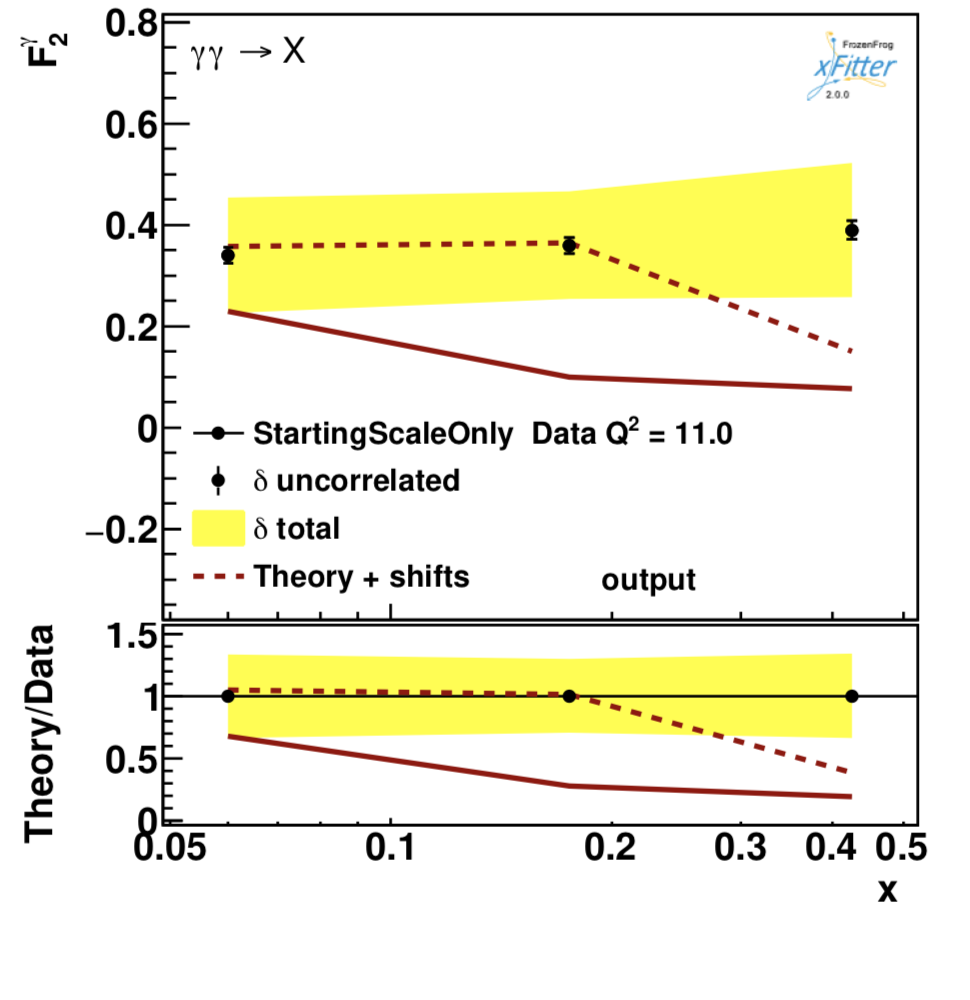 F₂^γ
γγ → X
FrozenFrog
xFitter
2.0.0
0.8
0.6
0.4
0.2
0
−0.2
StartingScaleOnly Data Q² = 11.0
δ uncorrelated
δ total
Theory + shifts
output
Theory/Data
1.5
1
0.5
0
0.05 0.1 0.2 0.3 0.4 0.5
x